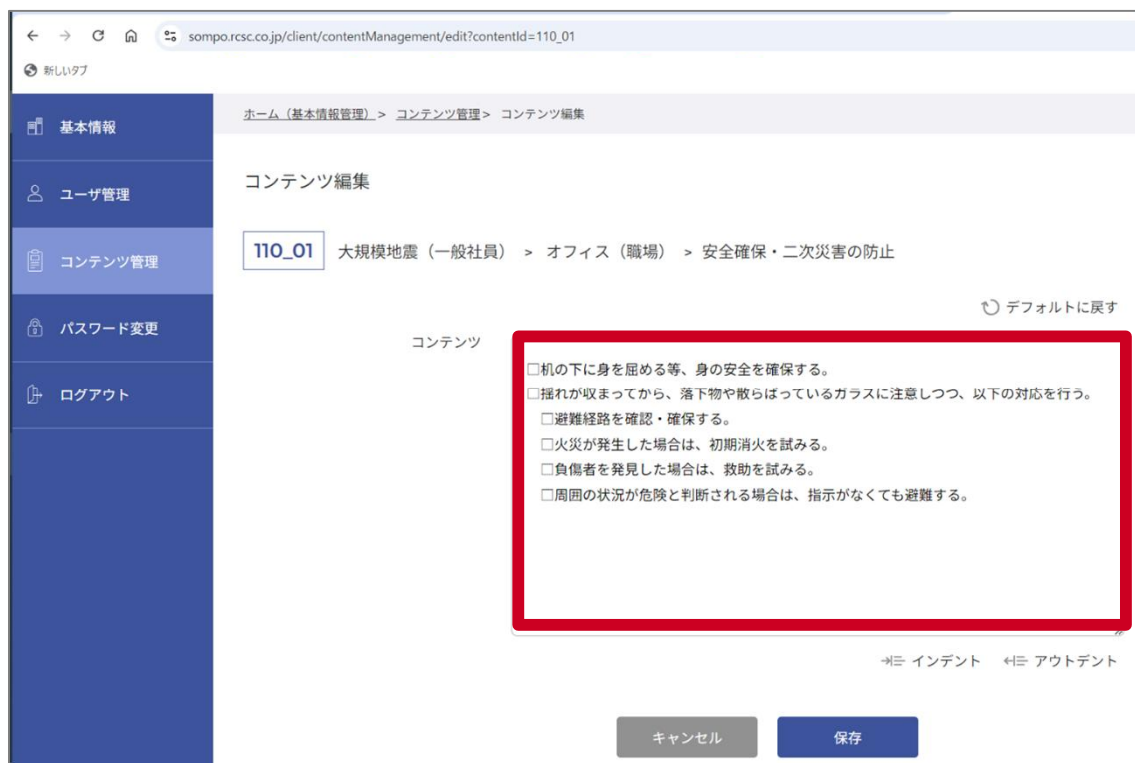 sompo.rcsc.co.jp/client/contentManagement/edit?contentId=110_01
新しいタブ
基本情報
ユーザ管理
コンテンツ管理
パスワード変更
ログアウト
ホーム（基本情報管理）> コンテンツ管理> コンテンツ編集
コンテンツ編集
110_01 大規模地震（一般社員） > オフィス（職場） > 安全確保・二次災害の防止
デフォルトに戻す
コンテンツ
□机の下に身を屈める等、身の安全を確保する。
□揺れが収まってから、落下物や散らばっているガラスに注意しつつ、以下の対応を行う。
□避難経路を確認・確保する。
□火災が発生した場合は、初期消火を試みる。
□負傷者を発見した場合は、救助を試みる。
□周囲の状況が危険と判断される場合は、指示がなくても避難する。
インデント アウトデント
キャンセル 保存